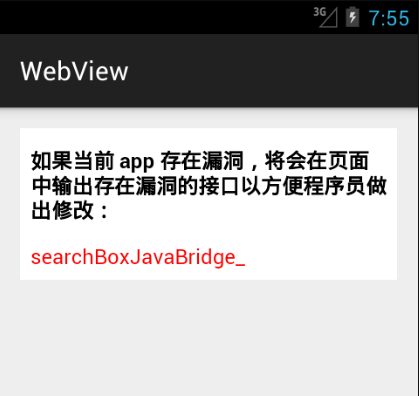 3G 7:55
WebView
如果当前 app 存在漏洞，将会在页面
中输出存在漏洞的接口以方便程序员做
出修改：
searchBoxJavaBridge_